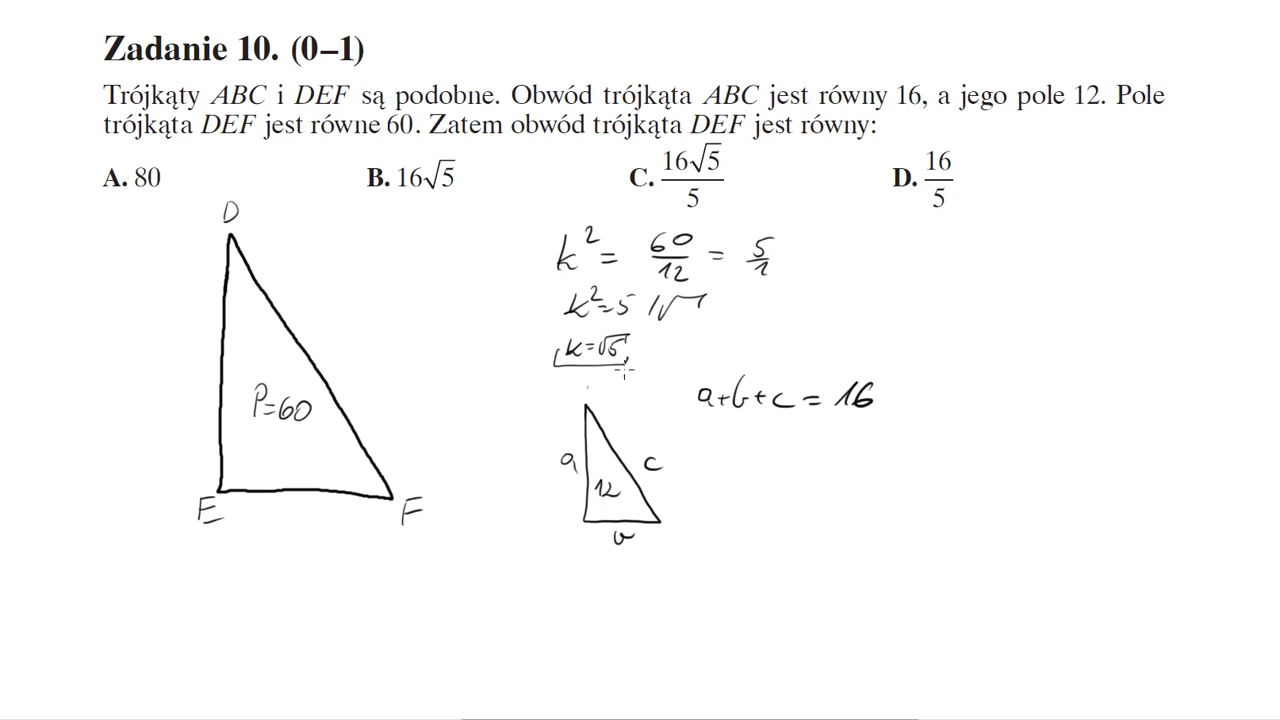 Zadanie 10. (0–1)
Trójkąty ABC i DEF są podobne. Obwód trójkąta ABC jest równy 16, a jego pole 12. Pole
trójkąta DEF jest równe 60. Zatem obwód trójkąta DEF jest równy:
A. 80 B. 16√5 C. 16√5/5 D. 16/5
D
k² = 60/12 = 5/1
k²=5 /√
k=√5
P=60
a+b+c = 16
a c
12
E F
b